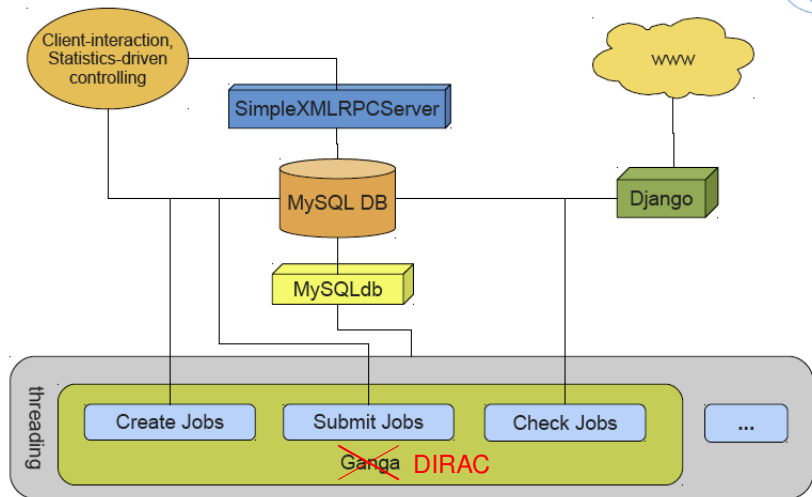 Client-interaction,
Statistics-driven
controlling
www
SimpleXMLRPCServer
MySQL DB
Django
MySQLdb
threading
Create Jobs
Submit Jobs
Check Jobs
...
Ganga DIRAC